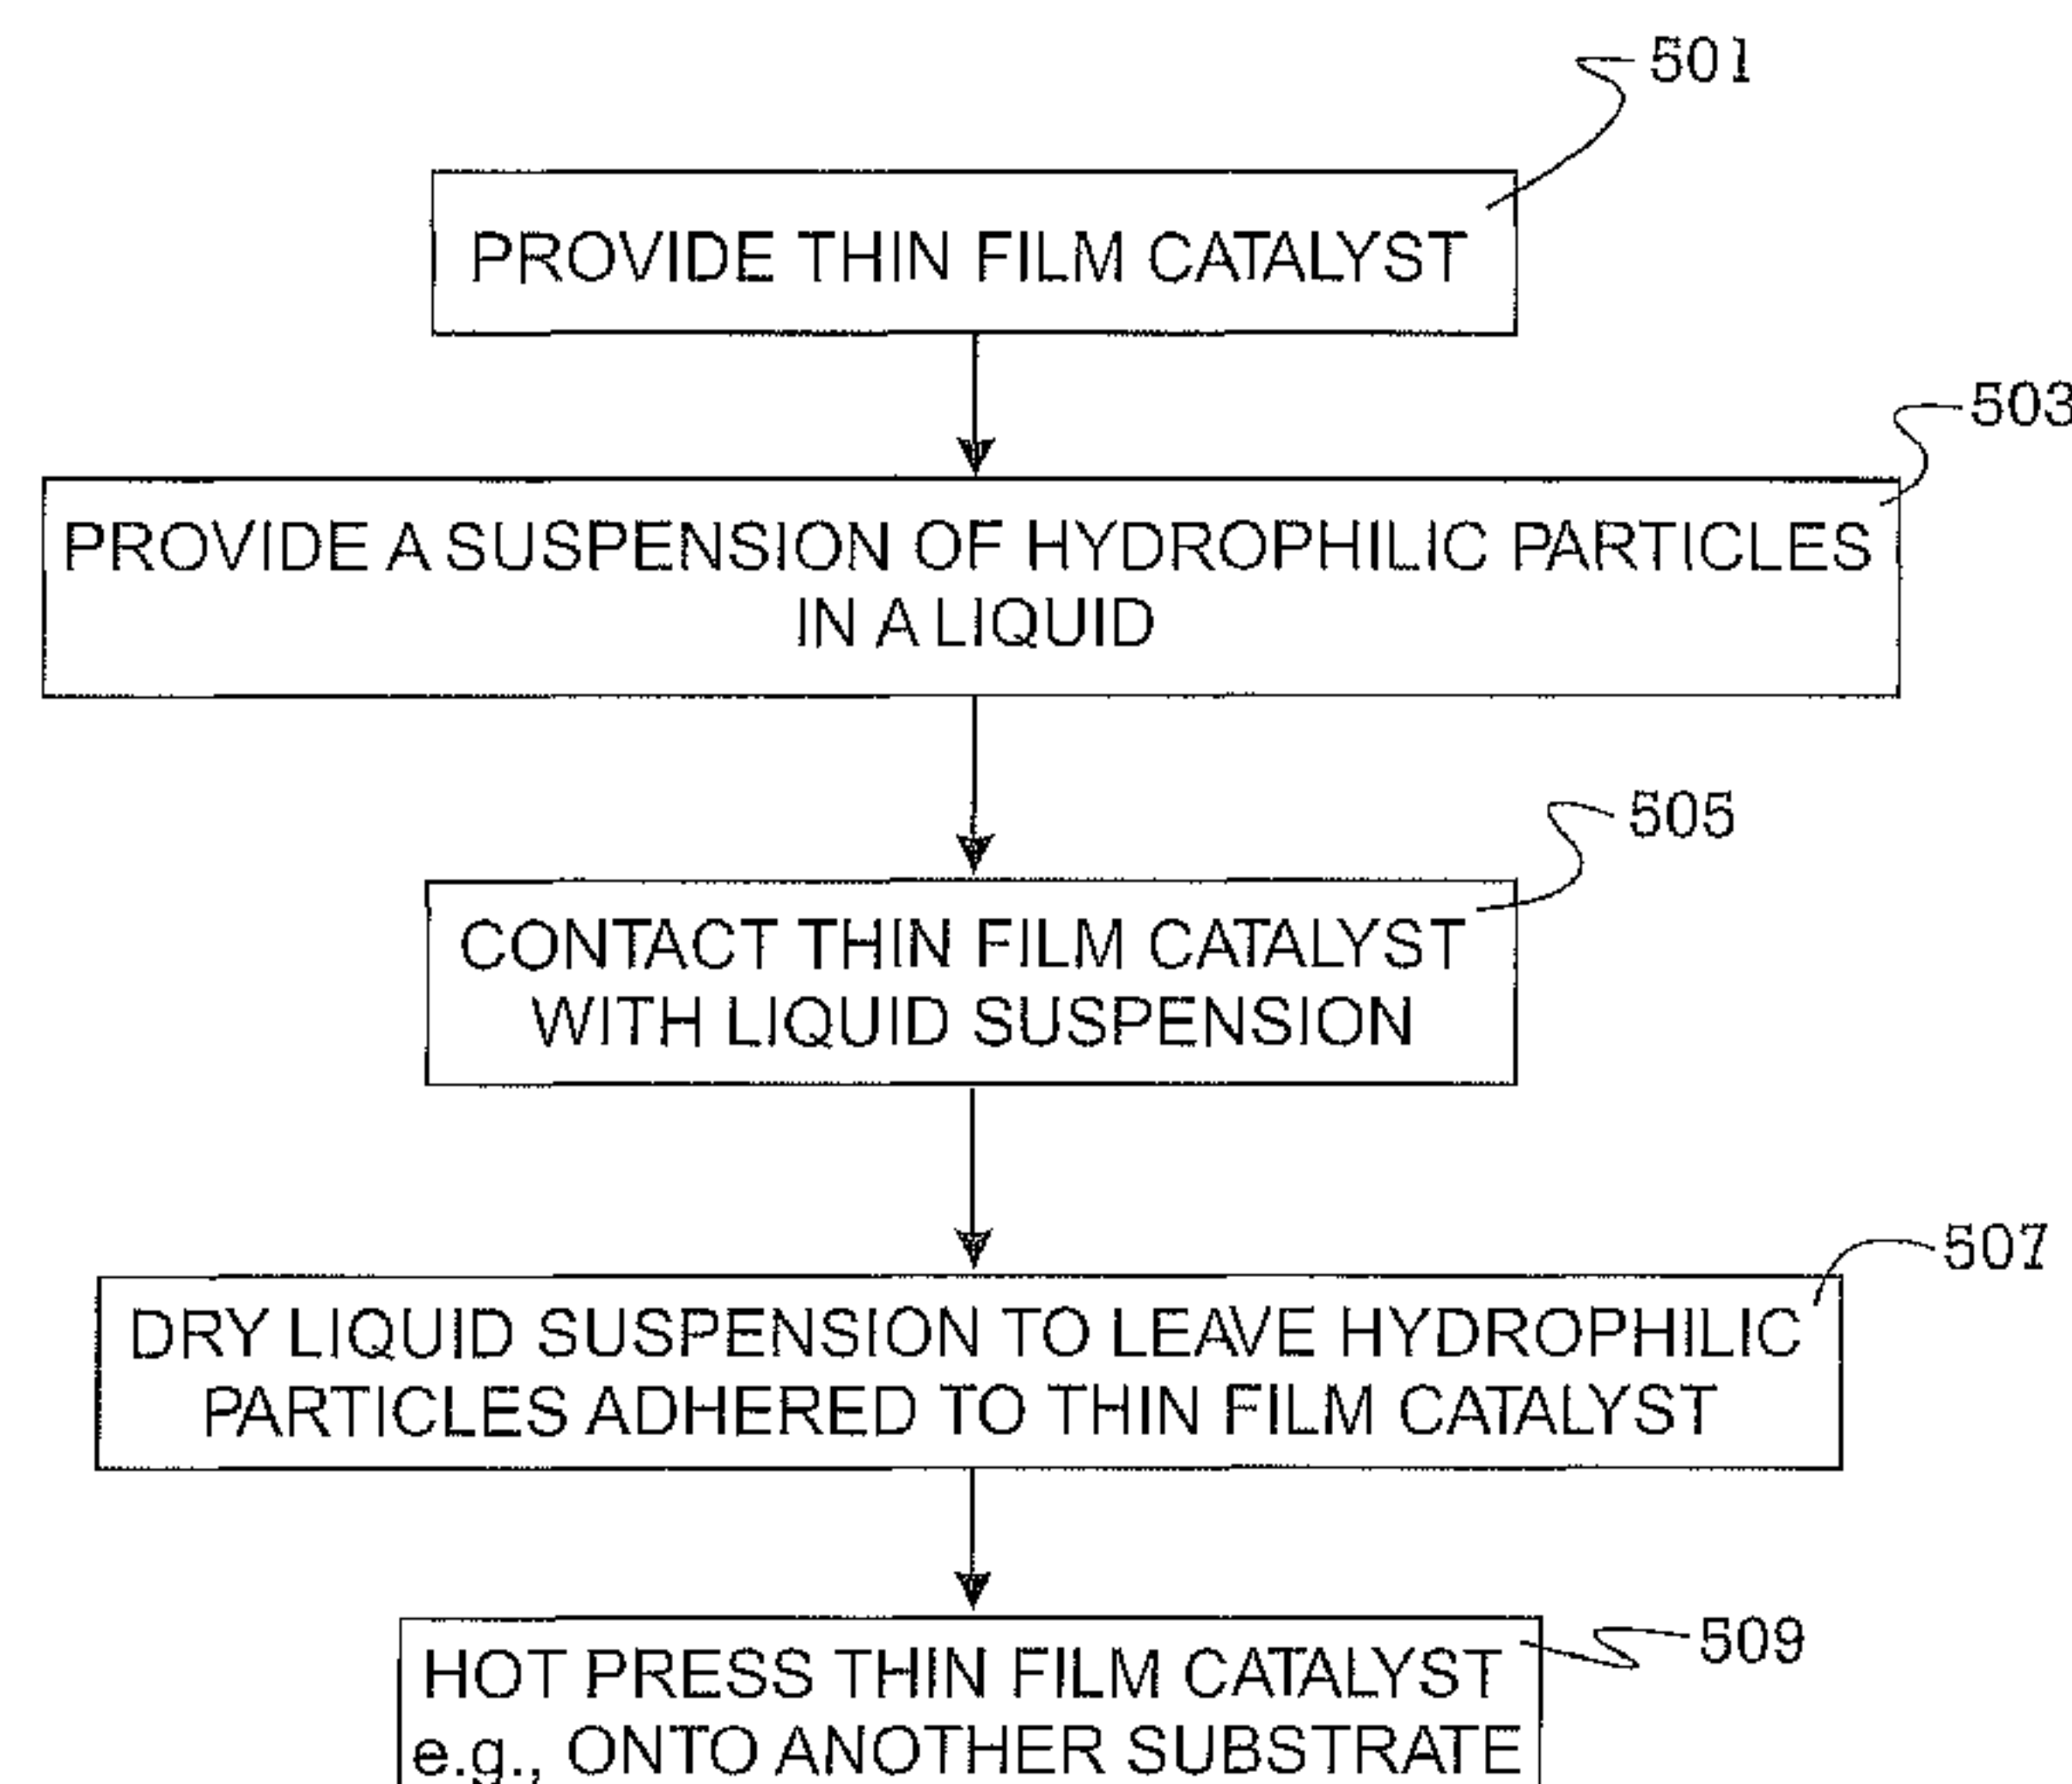 501
PROVIDE THIN FILM CATALYST
503
PROVIDE A SUSPENSION OF HYDROPHILIC PARTICLES
IN A LIQUID
505
CONTACT THIN FILM CATALYST
WITH LIQUID SUSPENSION
507
DRY LIQUID SUSPENSION TO LEAVE HYDROPHILIC
PARTICLES ADHERED TO THIN FILM CATALYST
509
HOT PRESS THIN FILM CATALYST
e.g., ONTO ANOTHER SUBSTRATE